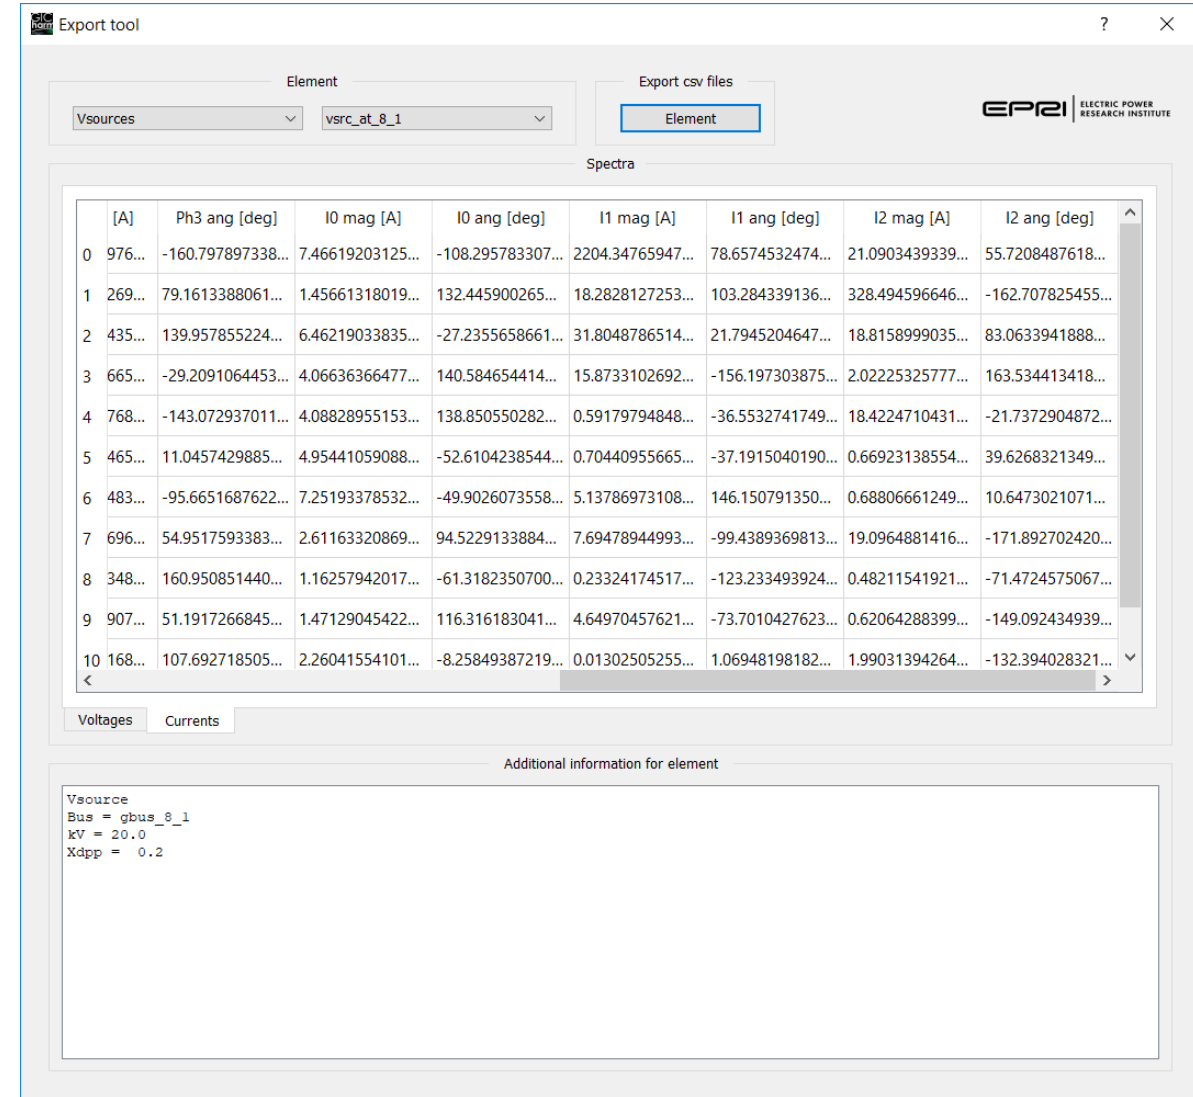 GIC
harm Export tool ?
Element Export csv files
Vsources vsrc_at_8_1 Element EPRI ELECTRIC POWER
RESEARCH INSTITUTE
Spectra
[A] Ph3 ang [deg] I0 mag [A] I0 ang [deg] I1 mag [A] I1 ang [deg] I2 mag [A] I2 ang [deg]
0 976... -160.797897338... 7.46619203125... -108.295783307... 2204.34765947... 78.6574532474... 21.0903439339... 55.7208487618...
1 269... 79.1613388061... 1.45661318019... 132.445900265... 18.2828127253... 103.284339136... 328.494596646... -162.707825455...
2 435... 139.957855224... 6.46219033835... -27.2355658661... 31.8048786514... 21.7945204647... 18.8158999035... 83.0633941888...
3 665... -29.2091064453... 4.06636366477... 140.584654414... 15.8733102692... -156.197303875... 2.02225325777... 163.534413418...
4 768... -143.072937011... 4.08828955153... 138.850550282... 0.59179794848... -36.5532741749... 18.4224710431... -21.7372904872...
5 465... 11.0457429885... 4.95441059088... -52.6104238544... 0.70440955665... -37.1915040190... 0.66923138554... 39.6268321349...
6 483... -95.6651687622... 7.25193378532... -49.9026073558... 5.13786973108... 146.150791350... 0.68806661249... 10.6473021071...
7 696... 54.9517593383... 2.61163320869... 94.5229133884... 7.69478944993... -99.4389369813... 19.0964881416... -171.892702420...
8 348... 160.950851440... 1.16257942017... -61.3182350700... 0.23324174517... -123.233493924... 0.48211541921... -71.4724575067...
9 907... 51.1917266845... 1.47129045422... 116.316183041... 4.64970457621... -73.7010427623... 0.62064288399... -149.092434939...
10 168... 107.692718505... 2.26041554101... -8.25849387219... 0.01302505255... 1.06948198182... 1.99031394264... -132.394028321...
Voltages Currents
Additional information for element
Vsource
Bus = gbus_8_1
kV = 20.0
Xdpp =  0.2